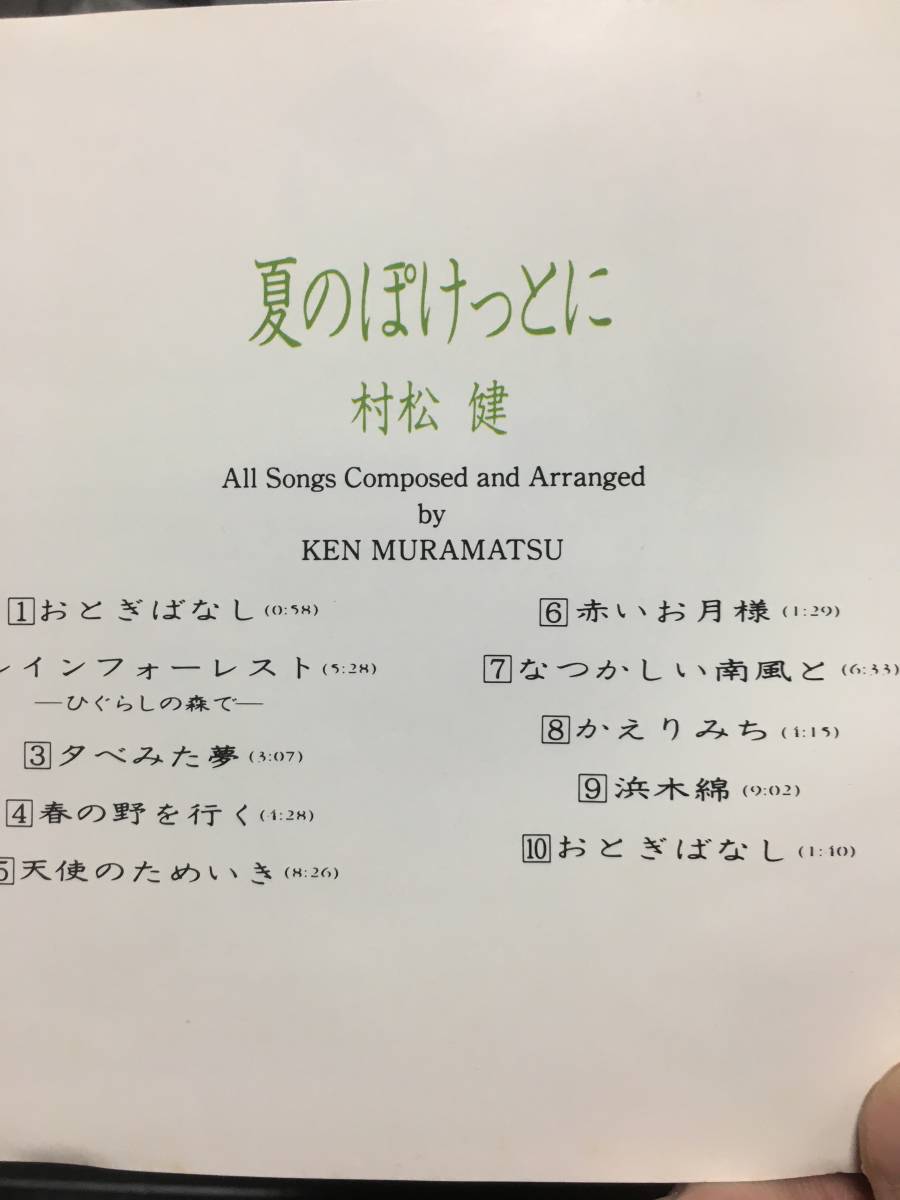 夏のぽけっとに
村松 健
All Songs Composed and Arranged
by
KEN MURAMATSU
1 おとぎばなし (0:58)
レインフォーレスト (5:28)
―ひぐらしの森で―
3 夕べみた夢 (3:07)
4 春の野を行く (4:28)
5 天使のためいき (8:26)
6 赤いお月様 (1:29)
7 なつかしい南風と (6:33)
8 かえりみち (4:15)
9 浜木綿 (9:02)
10 おとぎばなし (1:40)